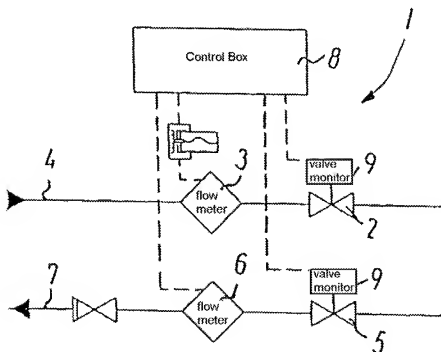 1
Control Box
8
4
3
flow
meter
valve
monitor
9
2
7
6
flow
meter
valve
monitor
9
5